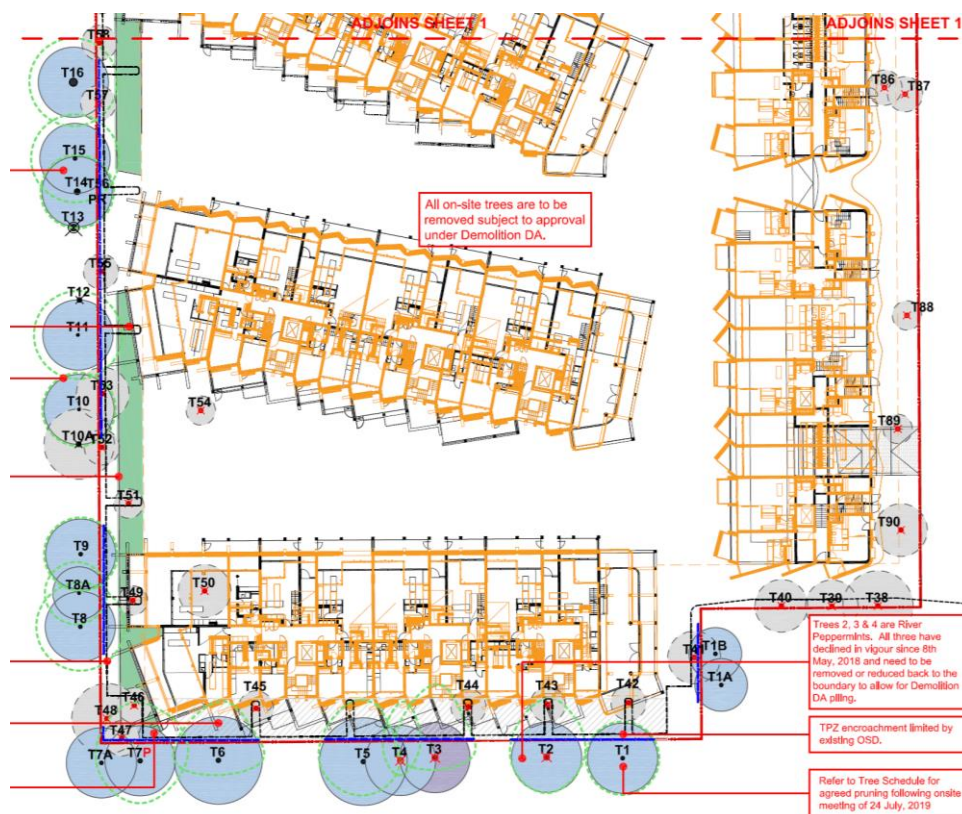 ADJOINS SHEET 1
ADJOINS SHEET 1
T58
T16
T57
T86
T87
T15
T14
T56
PR
T13
All on-site trees are to be
removed subject to approval
under Demolition DA.
T55
T12
T11
T88
T53
T10
T54
T10A
T52
T89
T51
T90
T9
T8A
T50
T49
T8
T40
T30
T38
Trees 2, 3 & 4 are River
Peppermints. All three have
declined in vigour since 8th
May, 2018 and need to be
removed or reduced back to the
boundary to allow for Demolition
DA piling.
T41
T1B
T1A
T46
T45
T44
T43
T42
T48
T47
T7A
T7
P
T6
T5
T4
T3
T2
T1
TPZ encroachment limited by
existing OSD.
Refer to Tree Schedule for
agreed pruning following onsite
meeting of 24 July, 2019